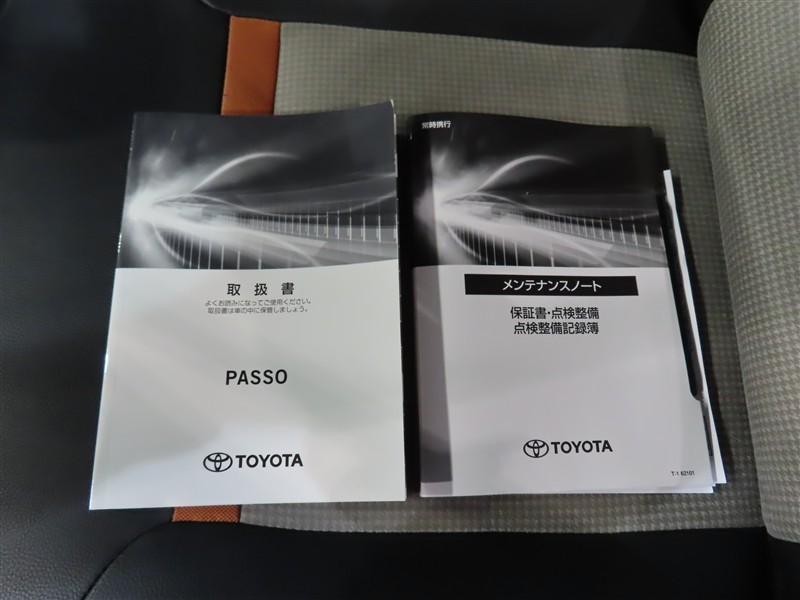 取扱書
よくお読みになってご使用ください。
取扱書は車の中に保管しましょう。
PASSO
TOYOTA
常時携行
メンテナンスノート
保証書・点検整備
点検整備記録簿
TOYOTA
T-1 62101